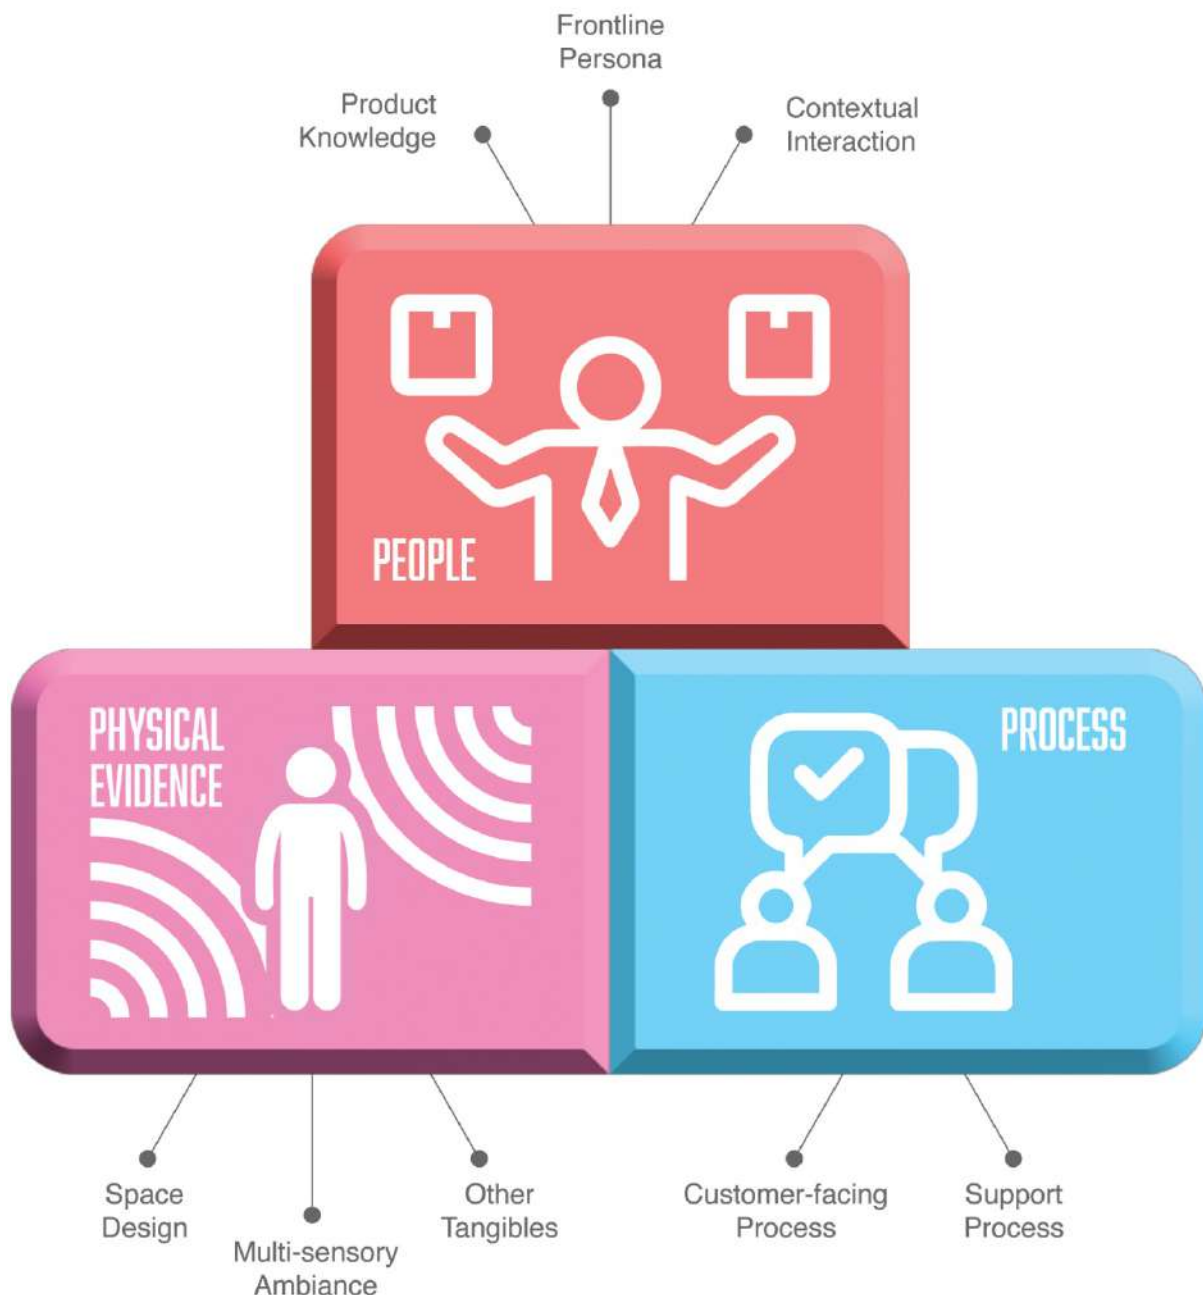 Frontline
Persona
Product
Knowledge
Contextual
Interaction
PEOPLE
PHYSICAL
EVIDENCE
PROCESS
Space
Design
Multi-sensory
Ambiance
Other
Tangibles
Customer-facing
Process
Support
Process